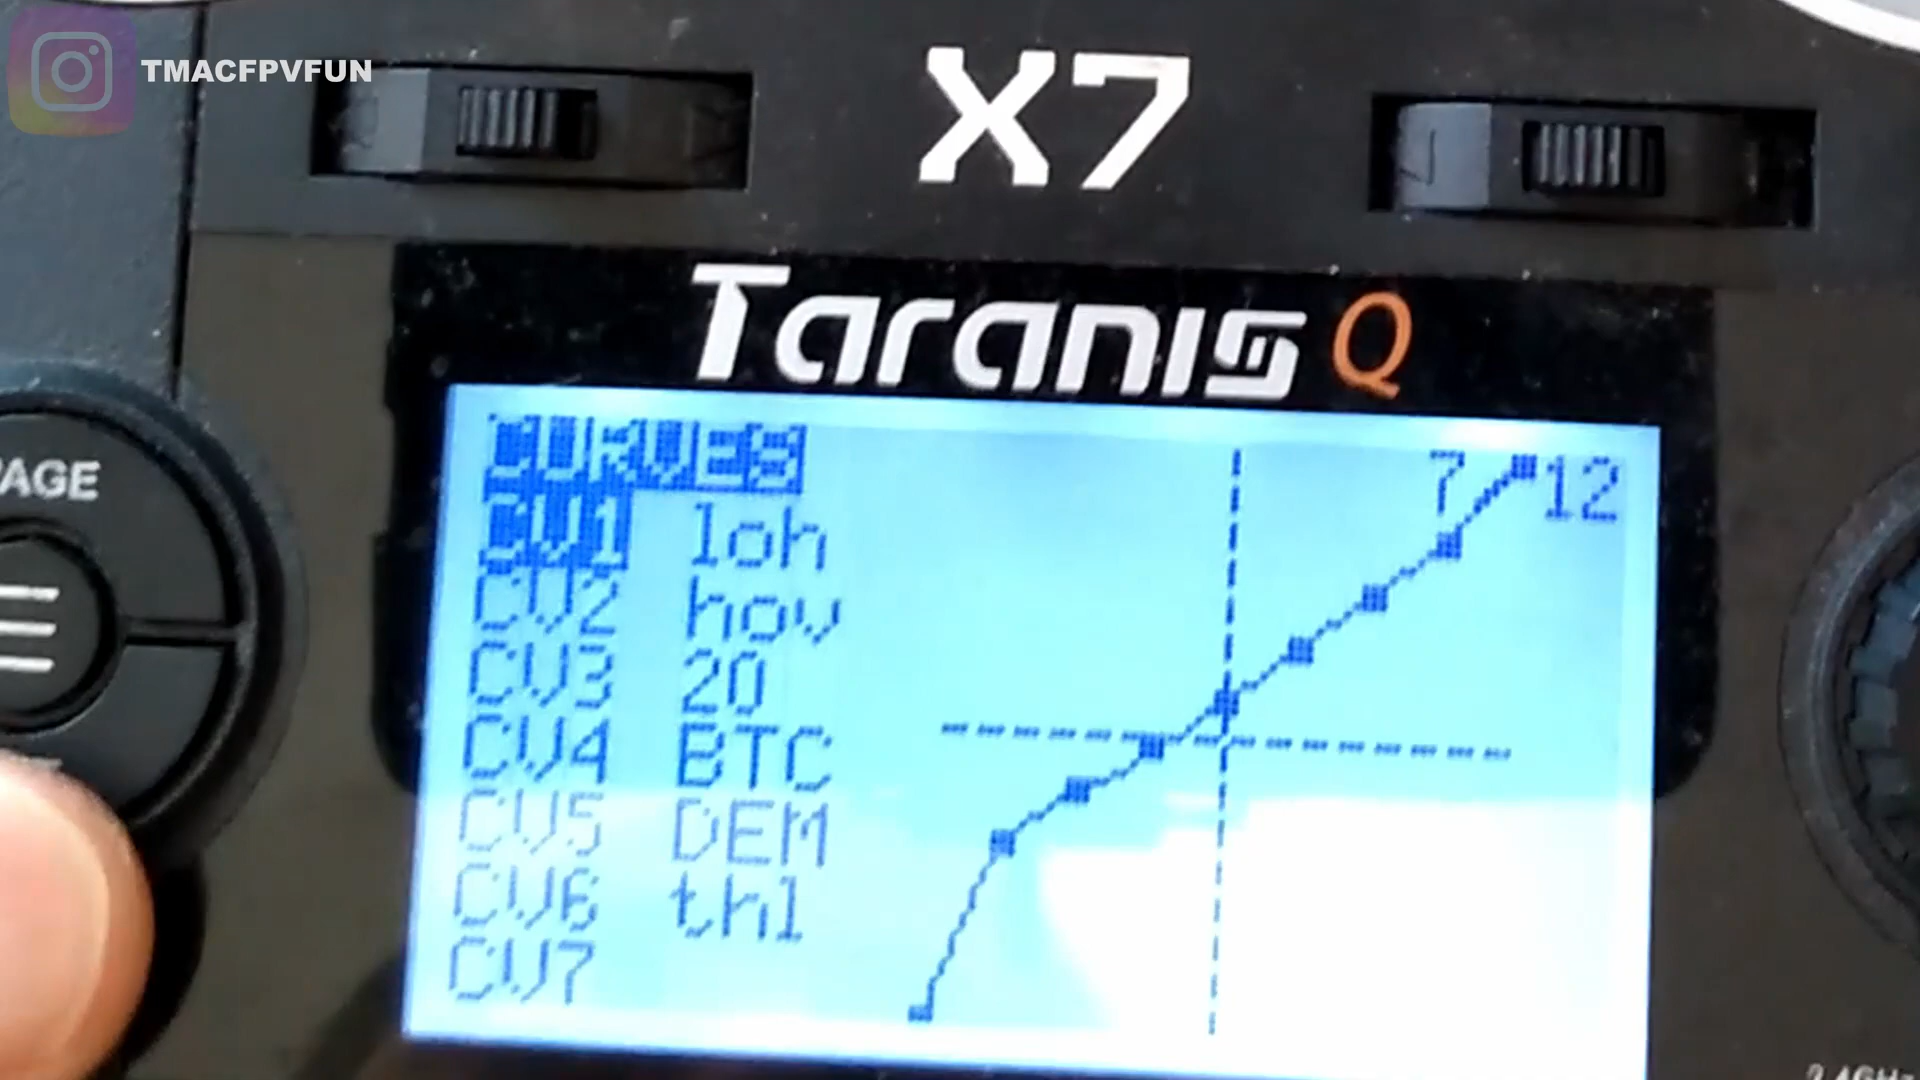 TMACFPVFUN
X7
Taranis Q
PAGE
CURVES
7/12
CV1 loh
CV2 hov
CV3 20
CV4 BTC
CV5 DEM
CV6 thl
CV7